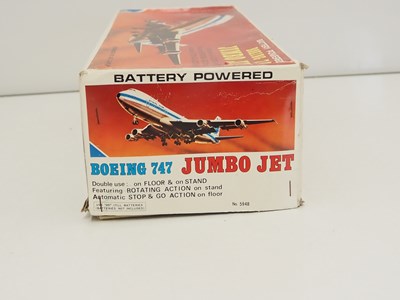 BATTERY POWERED
BOEING 747 JUMBO JET
Double use: on FLOOR & on STAND
Featuring ROTATING ACTION on stand
Automatic STOP & GO ACTION on floor
BATTERIES